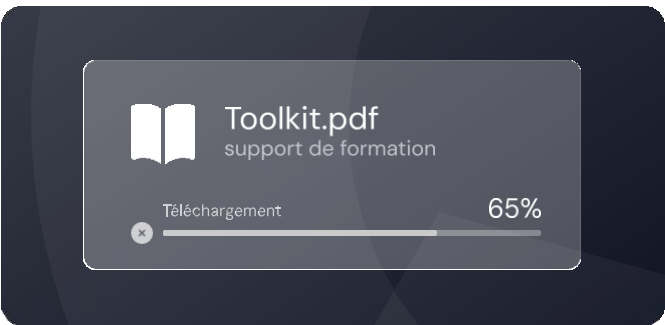 Toolkit.pdf
support de formation
Téléchargement
65%